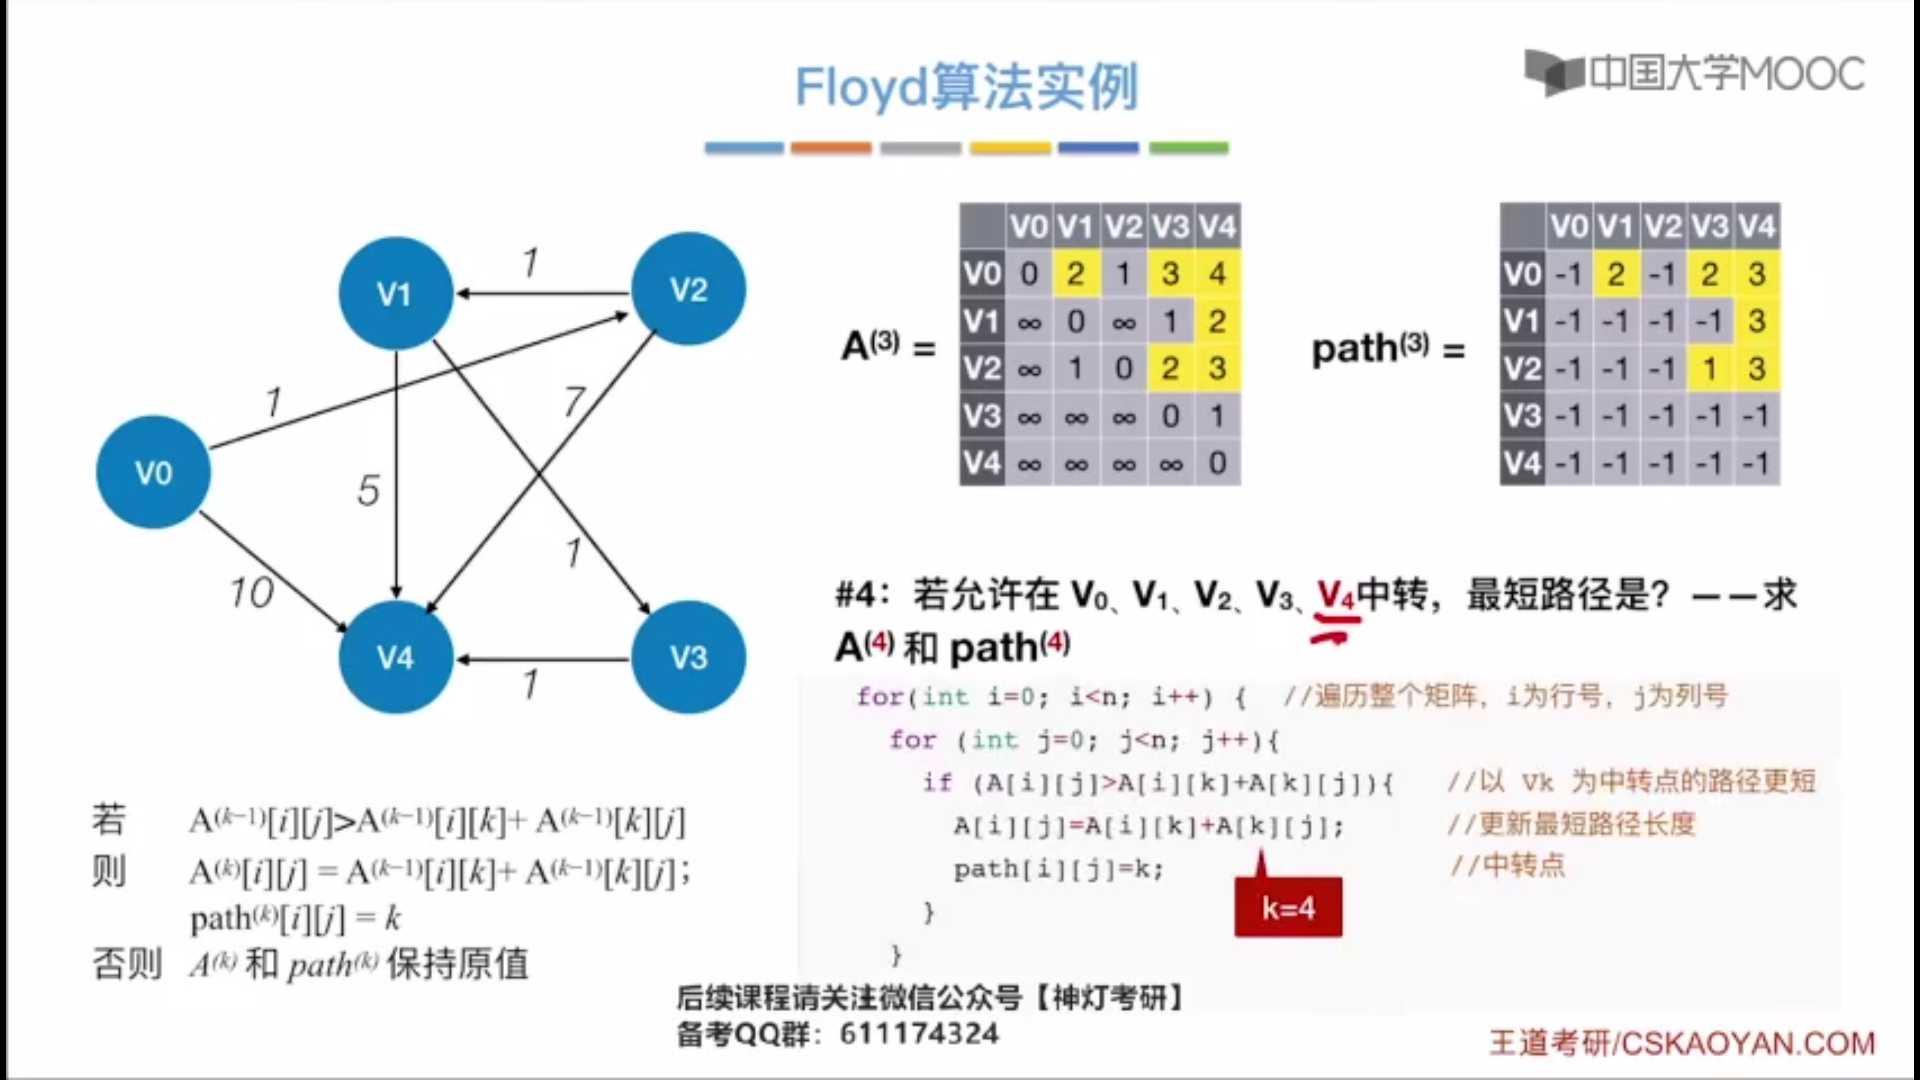 Floyd算法实例
中国大学MOOC
V1
V2
V0
V4
V3
1
1
7
5
1
10
1
A(3) =
V0 V1 V2 V3 V4
V0 0 2 1 3 4
V1 ∞ 0 ∞ 1 2
V2 ∞ 1 0 2 3
V3 ∞ ∞ ∞ 0 1
V4 ∞ ∞ ∞ ∞ 0
path(3) =
V0 V1 V2 V3 V4
V0 -1 2 -1 2 3
V1 -1 -1 -1 -1 3
V2 -1 -1 -1 1 3
V3 -1 -1 -1 -1 -1
V4 -1 -1 -1 -1 -1
#4：若允许在 V0、V1、V2、V3、V4中转，最短路径是？——求
A(4) 和 path(4)
for(int i=0; i<n; i++) { //遍历整个矩阵，i为行号，j为列号
for (int j=0; j<n; j++){
if (A[i][j]>A[i][k]+A[k][j]){ //以 Vk 为中转点的路径更短
A[i][j]=A[i][k]+A[k][j]; //更新最短路径长度
path[i][j]=k; //中转点
}
}
k=4
若 A(k−1)[i][j]>A(k−1)[i][k]+ A(k−1)[k][j]
则 A(k)[i][j] = A(k−1)[i][k]+ A(k−1)[k][j];
path(k)[i][j] = k
否则 A(k) 和 path(k) 保持原值
后续课程请关注微信公众号【神灯考研】
备考QQ群：611174324
王道考研/CSKAOYAN.COM